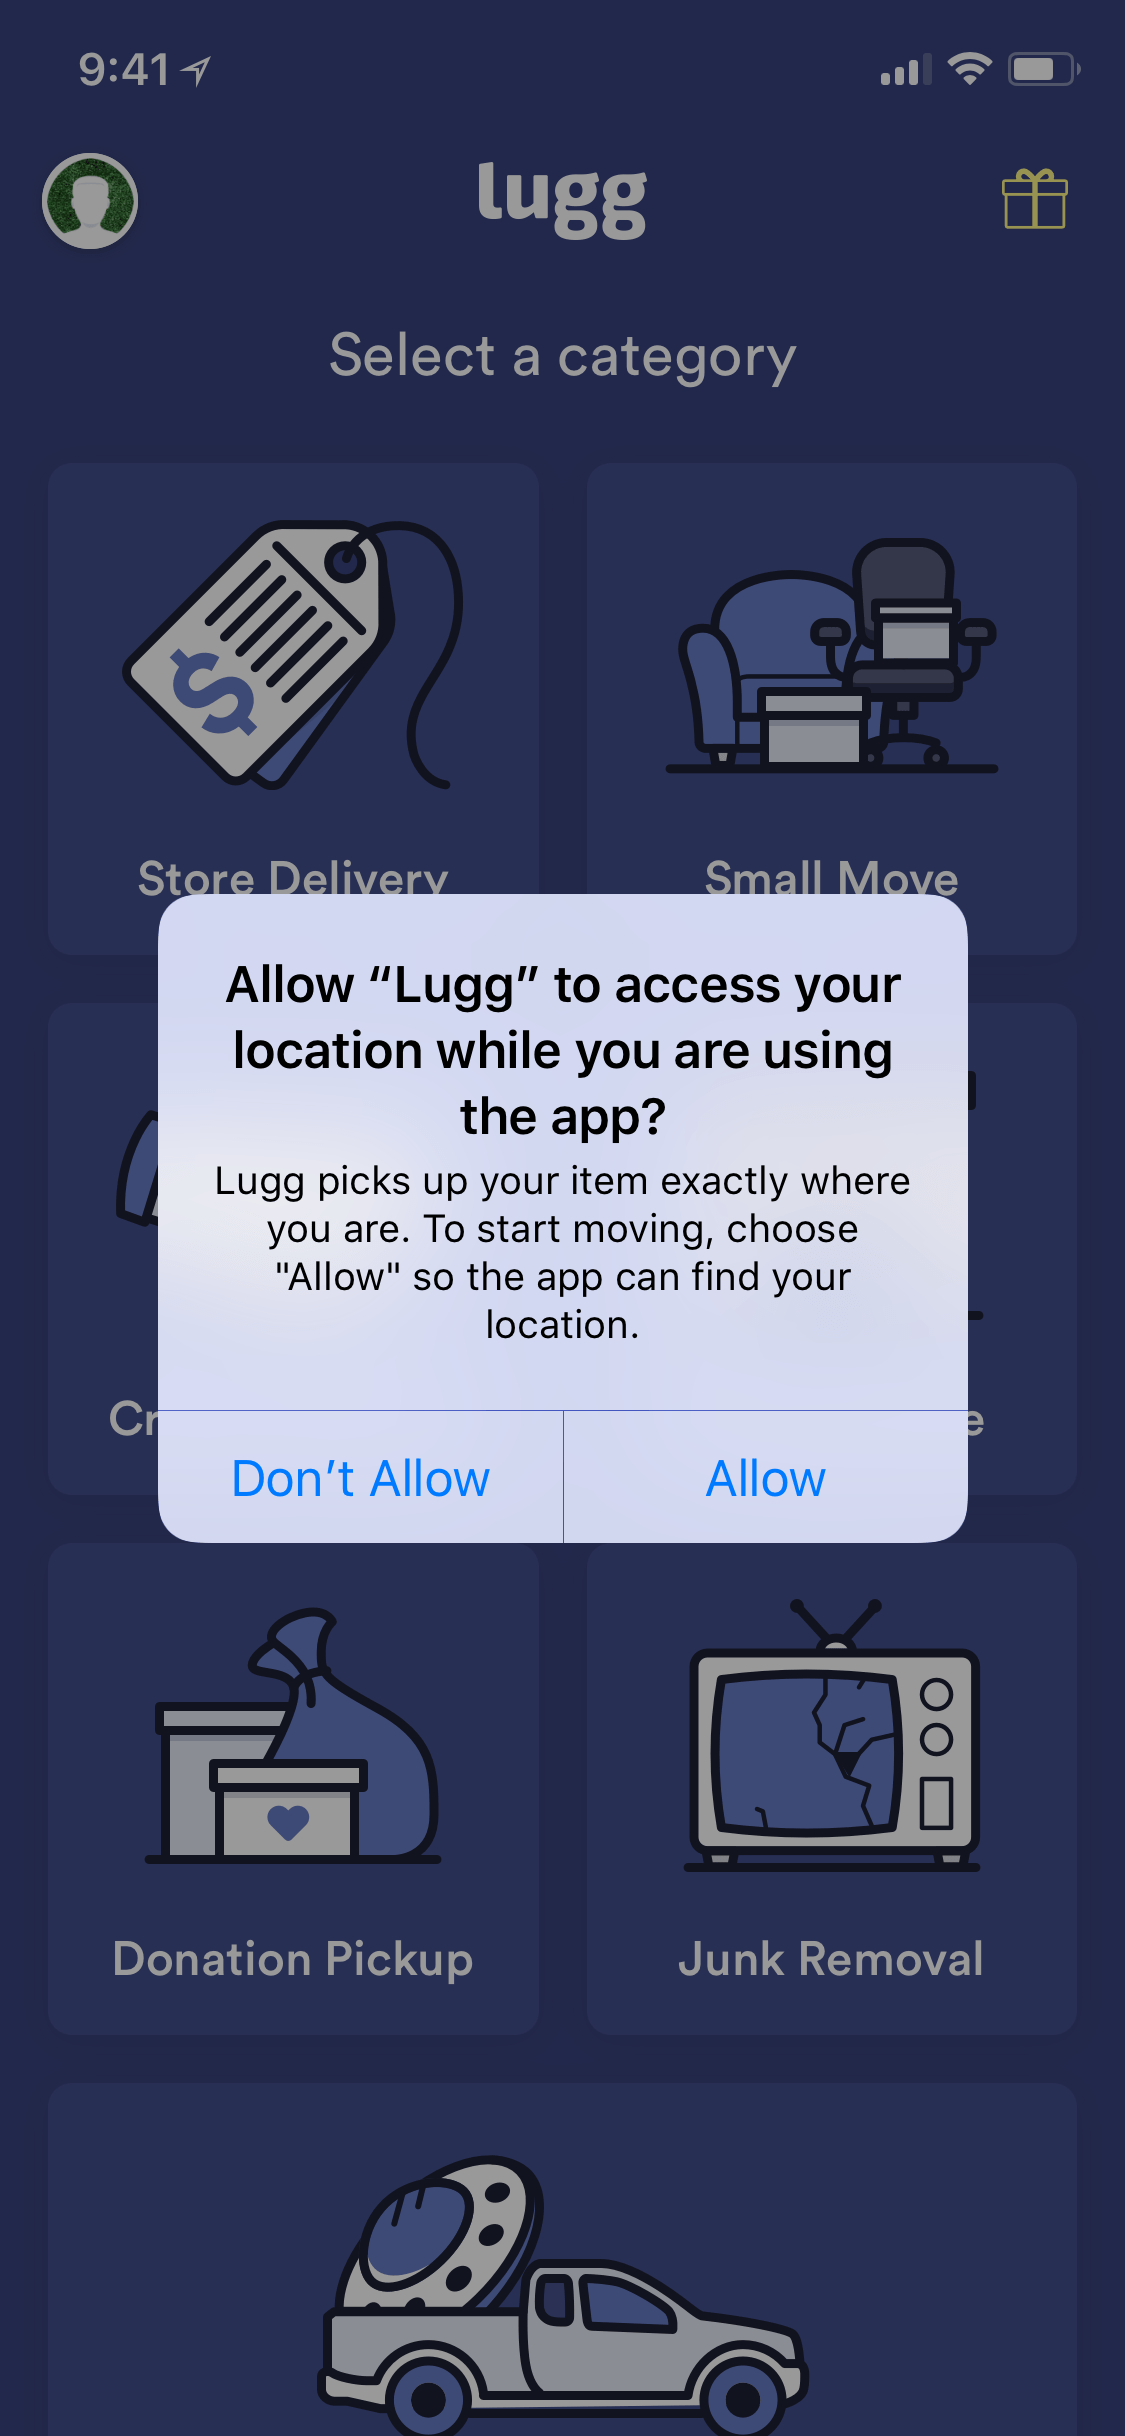 9:41
lugg
Select a category
$
Store Delivery
Small Move
Allow “Lugg” to access your
location while you are using
the app?
Lugg picks up your item exactly where
you are. To start moving, choose
"Allow" so the app can find your
location.
Don’t Allow
Allow
Donation Pickup
Junk Removal